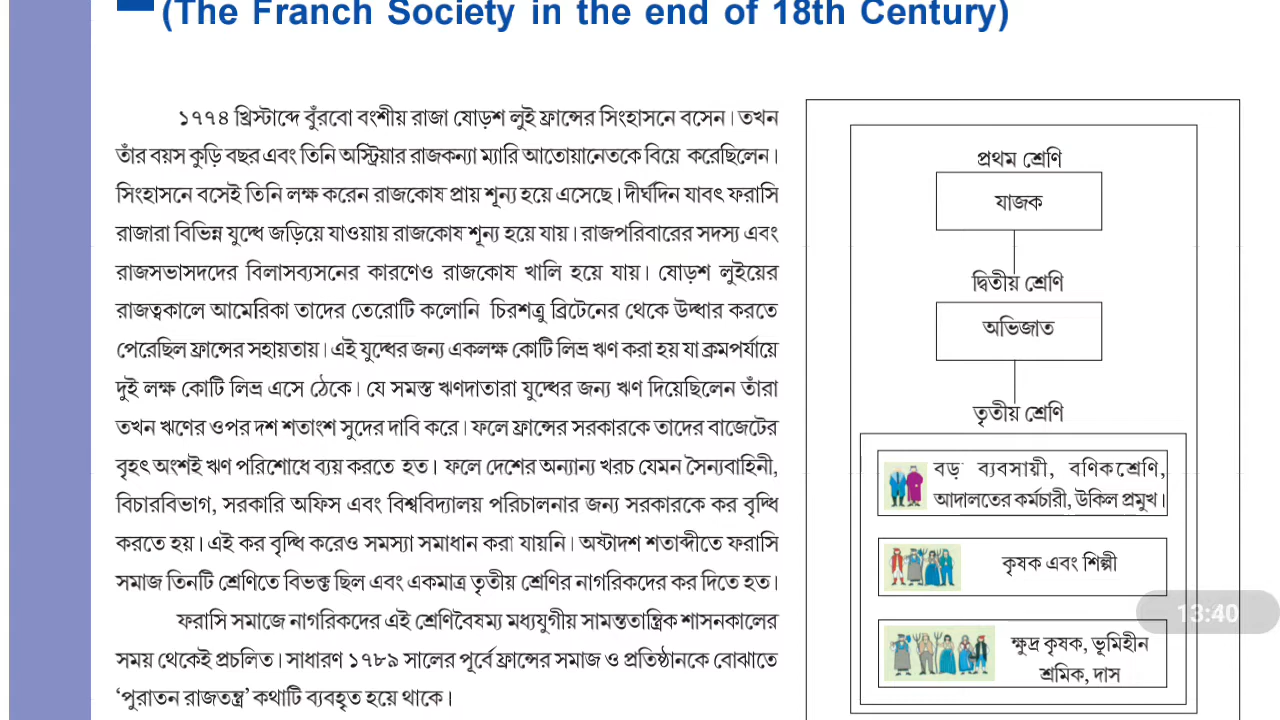 (The Franch Society in the end of 18th Century)
১৭৭৪ খ্রিস্টাব্দে বুঁরবো বংশীয় রাজা ষোড়শ লুই ফ্রান্সের সিংহাসনে বসেন। তখন
তাঁর বয়স কুড়ি বছর এবং তিনি অস্ট্রিয়ার রাজকন্যা ম্যারি আতোয়ানেতকে বিয়ে করেছিলেন।
সিংহাসনে বসেই তিনি লক্ষ করেন রাজকোষ প্রায় শূন্য হয়ে এসেছে। দীর্ঘদিন যাবৎ ফরাসি
রাজারা বিভিন্ন যুদ্ধে জড়িয়ে যাওয়ায় রাজকোষ শূন্য হয়ে যায়। রাজপরিবারের সদস্য এবং
রাজসভাসদদের বিলাসব্যসনের কারণেও রাজকোষ খালি হয়ে যায়। ষোড়শ লুইয়ের
রাজত্বকালে আমেরিকা তাদের তেরোটি কলোনি চিরশত্রু ব্রিটেনের থেকে উদ্ধার করতে
পেরেছিল ফ্রান্সের সহায়তায়। এই যুদ্ধের জন্য একলক্ষ কোটি লিভ্র ঋণ করা হয় যা ক্রমপর্যায়ে
দুই লক্ষ কোটি লিভ্র এসে ঠেকে। যে সমস্ত ঋণদাতারা যুদ্ধের জন্য ঋণ দিয়েছিলেন তাঁরা
তখন ঋণের ওপর দশ শতাংশ সুদের দাবি করে। ফলে ফ্রান্সের সরকারকে তাদের বাজেটের
বৃহৎ অংশই ঋণ পরিশোধে ব্যয় করতে হত। ফলে দেশের অন্যান্য খরচ যেমন সৈন্যবাহিনী,
বিচারবিভাগ, সরকারি অফিস এবং বিশ্ববিদ্যালয় পরিচালনার জন্য সরকারকে কর বৃদ্ধি
করতে হয়। এই কর বৃদ্ধি করেও সমস্যা সমাধান করা যায়নি। অষ্টাদশ শতাব্দীতে ফরাসি
সমাজ তিনটি শ্রেণিতে বিভক্ত ছিল এবং একমাত্র তৃতীয় শ্রেণির নাগরিকদের কর দিতে হত।
ফরাসি সমাজে নাগরিকদের এই শ্রেণিবৈষম্য মধ্যযুগীয় সামন্ততান্ত্রিক শাসনকালের
সময় থেকেই প্রচলিত। সাধারণ ১৭৮৯ সালের পূর্বে ফ্রান্সের সমাজ ও প্রতিষ্ঠানকে বোঝাতে
‘পুরাতন রাজতন্ত্র’ কথাটি ব্যবহৃত হয়ে থাকে।
প্রথম শ্রেণি
যাজক
দ্বিতীয় শ্রেণি
অভিজাত
তৃতীয় শ্রেণি
বড় ব্যবসায়ী, বণিকশ্রেণি,
আদালতের কর্মচারী, উকিল প্রমুখ।
কৃষক এবং শিল্পী
13:40
ক্ষুদ্র কৃষক, ভূমিহীন
শ্রমিক, দাস